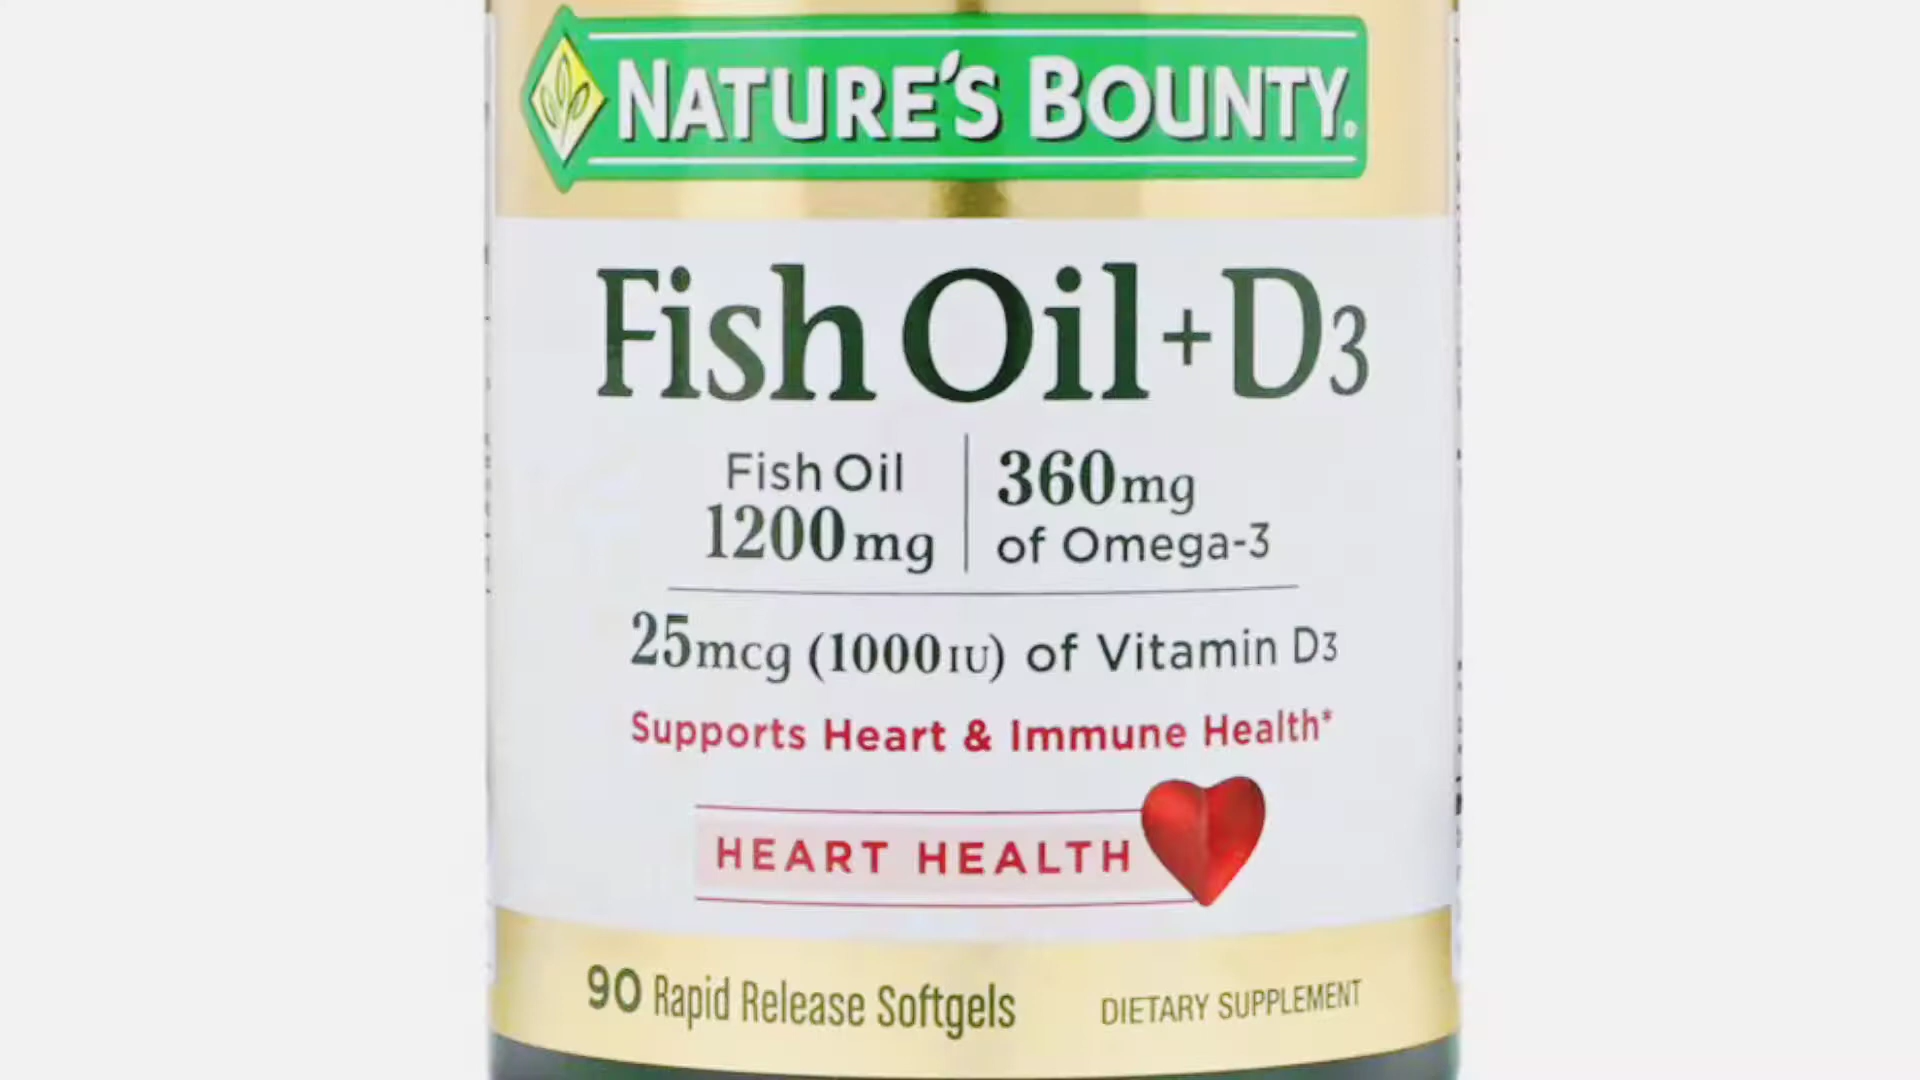 NATURE'S BOUNTY.
Fish Oil + D3
Fish Oil
1200 mg
360 mg
of Omega-3
25 mcg (1000 IU) of Vitamin D3
Supports Heart & Immune Health*
HEART HEALTH
90 Rapid Release Softgels
DIETARY SUPPLEMENT